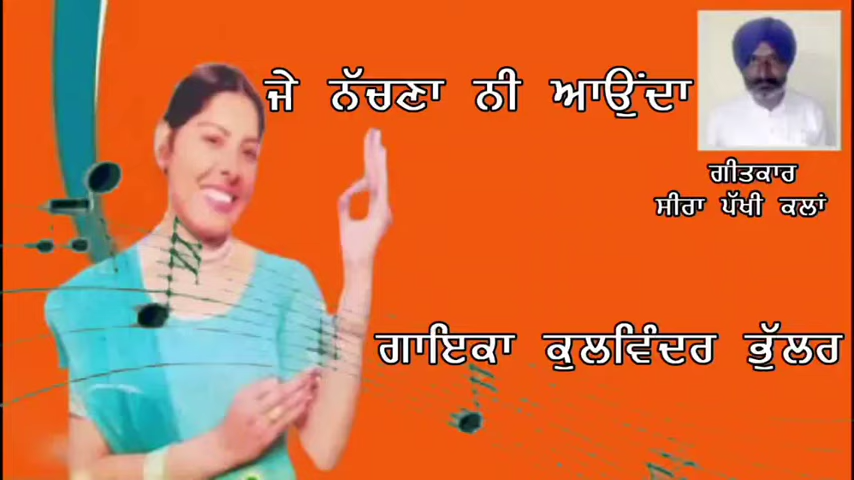 ਜੇ ਨੱਚਣਾ ਨੀ ਆਉਂਦਾ
ਗੀਤਕਾਰ
ਸੀਰਾ ਪੱਖੀ ਕਲਾਂ
ਗਾਇਕਾ ਕੁਲਵਿੰਦਰ ਭੁੱਲਰ